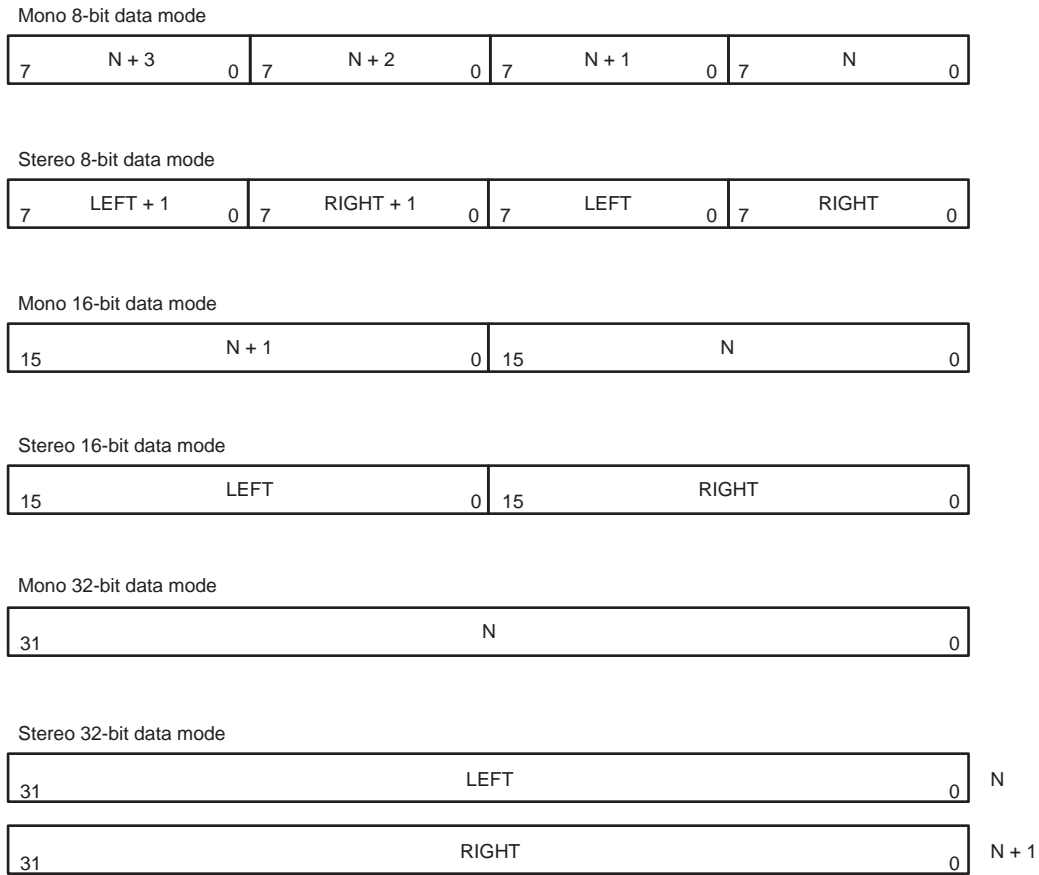 Mono 8-bit data mode
7 N + 3 0 7 N + 2 0 7 N + 1 0 7 N 0
Stereo 8-bit data mode
7 LEFT + 1 0 7 RIGHT + 1 0 7 LEFT 0 7 RIGHT 0
Mono 16-bit data mode
15 N + 1 0 15 N 0
Stereo 16-bit data mode
15 LEFT 0 15 RIGHT 0
Mono 32-bit data mode
31 N 0
Stereo 32-bit data mode
31 LEFT 0 N
31 RIGHT 0 N + 1